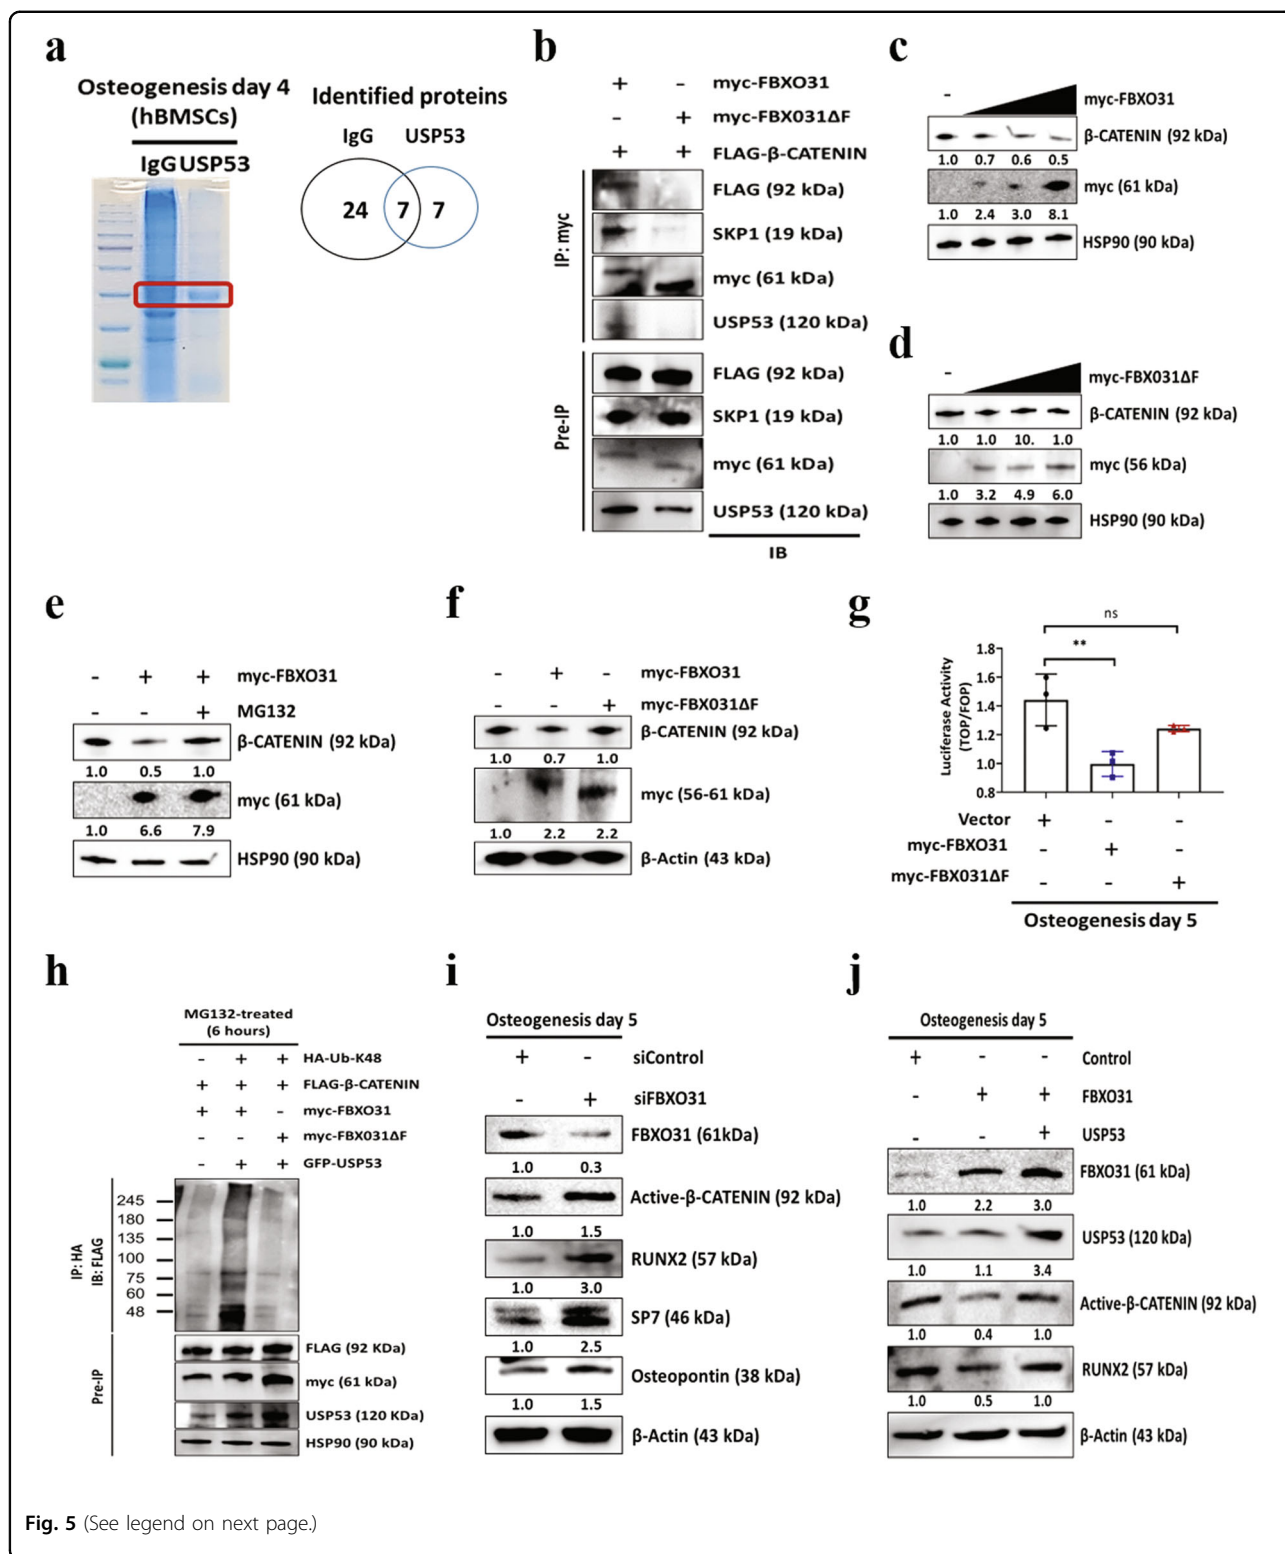 a
Osteogenesis day 4
(hBMSCs)
IgG USP53
Identified proteins
IgG USP53
24 7 7
b
+ - myc-FBXO31
- + myc-FBX031ΔF
+ + FLAG-β-CATENIN
IP: myc
FLAG (92 kDa)
SKP1 (19 kDa)
myc (61 kDa)
USP53 (120 kDa)
Pre-IP
FLAG (92 kDa)
SKP1 (19 kDa)
myc (61 kDa)
USP53 (120 kDa)
IB
c
- myc-FBXO31
β-CATENIN (92 kDa)
1.0 0.7 0.6 0.5
myc (61 kDa)
1.0 2.4 3.0 8.1
HSP90 (90 kDa)
d
- myc-FBX031ΔF
β-CATENIN (92 kDa)
1.0 1.0 10. 1.0
myc (56 kDa)
1.0 3.2 4.9 6.0
HSP90 (90 kDa)
e
- + + myc-FBXO31
- - + MG132
β-CATENIN (92 kDa)
1.0 0.5 1.0
myc (61 kDa)
1.0 6.6 7.9
HSP90 (90 kDa)
f
- + - myc-FBXO31
- - + myc-FBX031ΔF
β-CATENIN (92 kDa)
1.0 0.7 1.0
myc (56-61 kDa)
1.0 2.2 2.2
β-Actin (43 kDa)
g
ns
**
Luciferase Activity
(TOP/FOP)
1.8
1.6
1.4
1.2
1.0
0.8
Vector + - -
myc-FBXO31 - + -
myc-FBX031ΔF - - +
Osteogenesis day 5
h
MG132-treated
(6 hours)
- + + HA-Ub-K48
+ + + FLAG-β-CATENIN
+ + - myc-FBXO31
- - + myc-FBX031ΔF
- + + GFP-USP53
IP: HA
IB: FLAG
245
180
135
100
75
60
48
Pre-IP
FLAG (92 KDa)
myc (61 kDa)
USP53 (120 KDa)
HSP90 (90 kDa)
i
Osteogenesis day 5
+ - siControl
- + siFBXO31
FBXO31 (61kDa)
1.0 0.3
Active-β-CATENIN (92 kDa)
1.0 1.5
RUNX2 (57 kDa)
1.0 3.0
SP7 (46 kDa)
1.0 2.5
Osteopontin (38 kDa)
1.0 1.5
β-Actin (43 kDa)
j
Osteogenesis day 5
+ - - Control
- + + FBXO31
- - + USP53
FBXO31 (61 kDa)
1.0 2.2 3.0
USP53 (120 kDa)
1.0 1.1 3.4
Active-β-CATENIN (92 kDa)
1.0 0.4 1.0
RUNX2 (57 kDa)
1.0 0.5 1.0
β-Actin (43 kDa)
Fig. 5 (See legend on next page.)